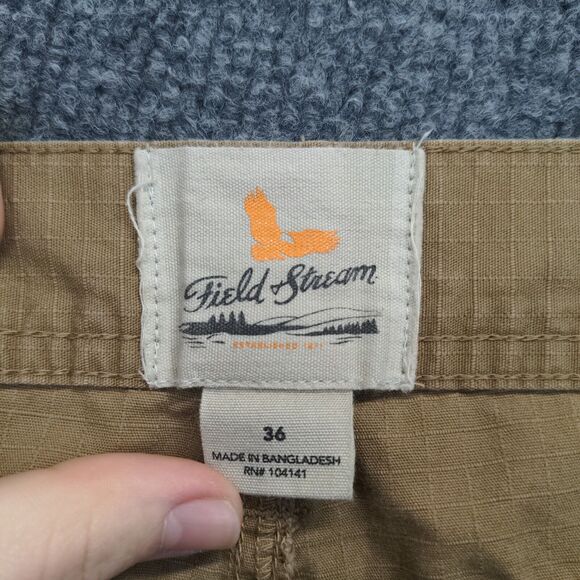 Field & Stream
ESTABLISHED 1871
36
MADE IN BANGLADESH
RN# 104141